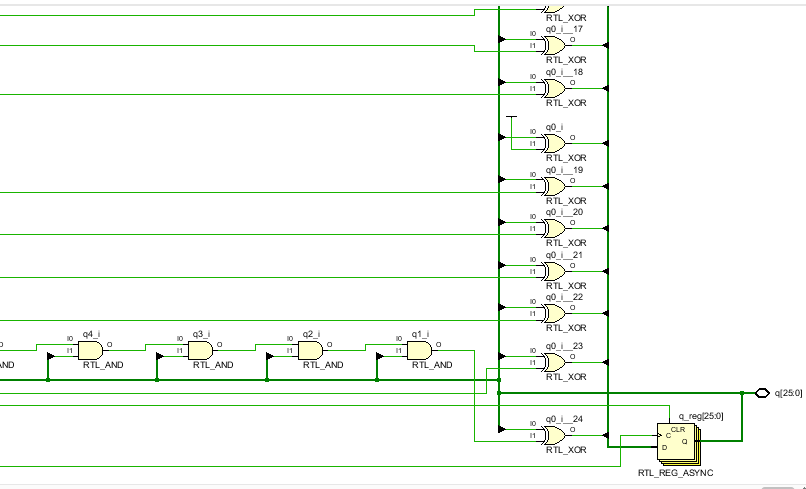 RTL_XOR
q0_i__17
I0
I1
O
RTL_XOR
q0_i__18
I0
I1
O
RTL_XOR
q0_i
I0
I1
O
RTL_XOR
q0_i__19
I0
I1
O
RTL_XOR
q0_i__20
I0
I1
O
RTL_XOR
q0_i__21
I0
I1
O
RTL_XOR
q0_i__22
I0
I1
O
RTL_XOR
O
AND
q4_i
I0
I1
O
RTL_AND
q3_i
I0
I1
O
RTL_AND
q2_i
I0
I1
O
RTL_AND
q1_i
I0
I1
O
RTL_AND
q0_i__23
I0
I1
O
RTL_XOR
q[25:0]
q0_i__24
I0
I1
O
RTL_XOR
q_reg[25:0]
CLR
C
D
Q
RTL_REG_ASYNC